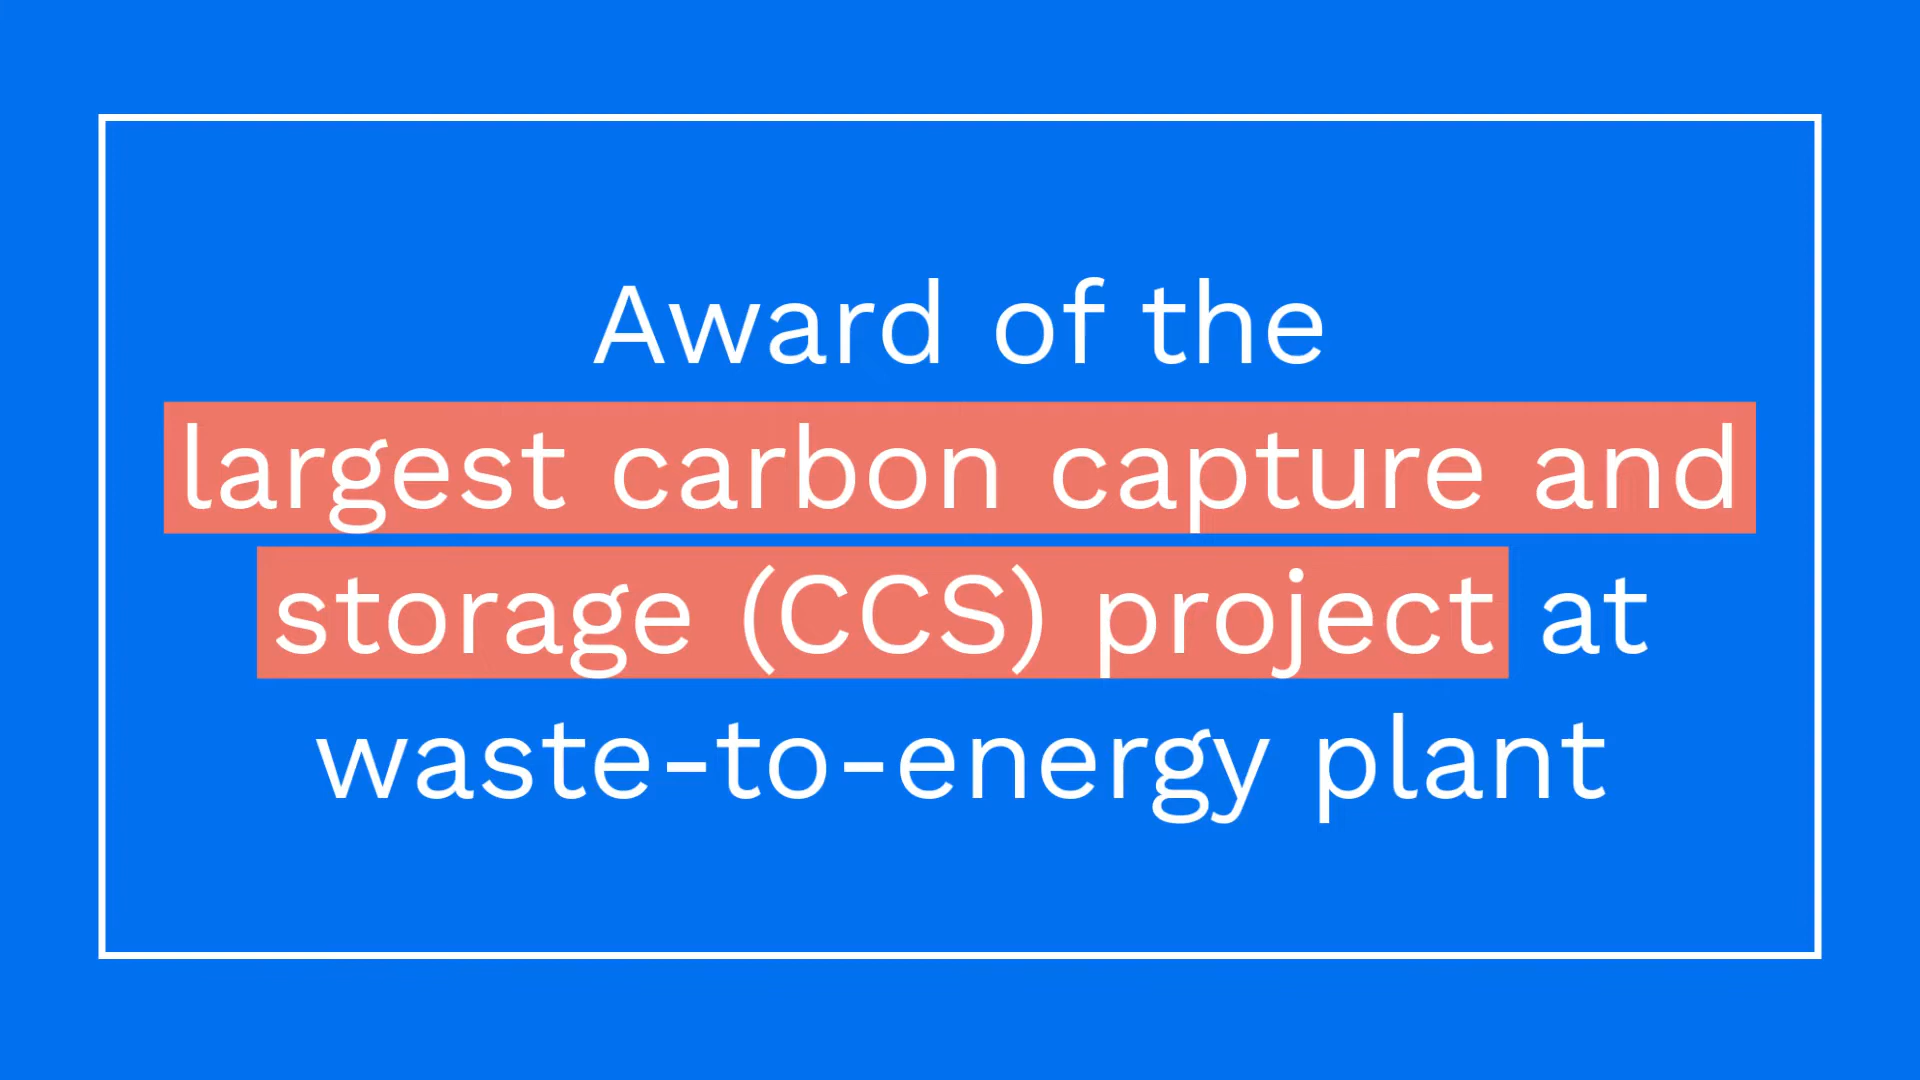 Award of the
largest carbon capture and
storage (CCS) project at
waste-to-energy plant